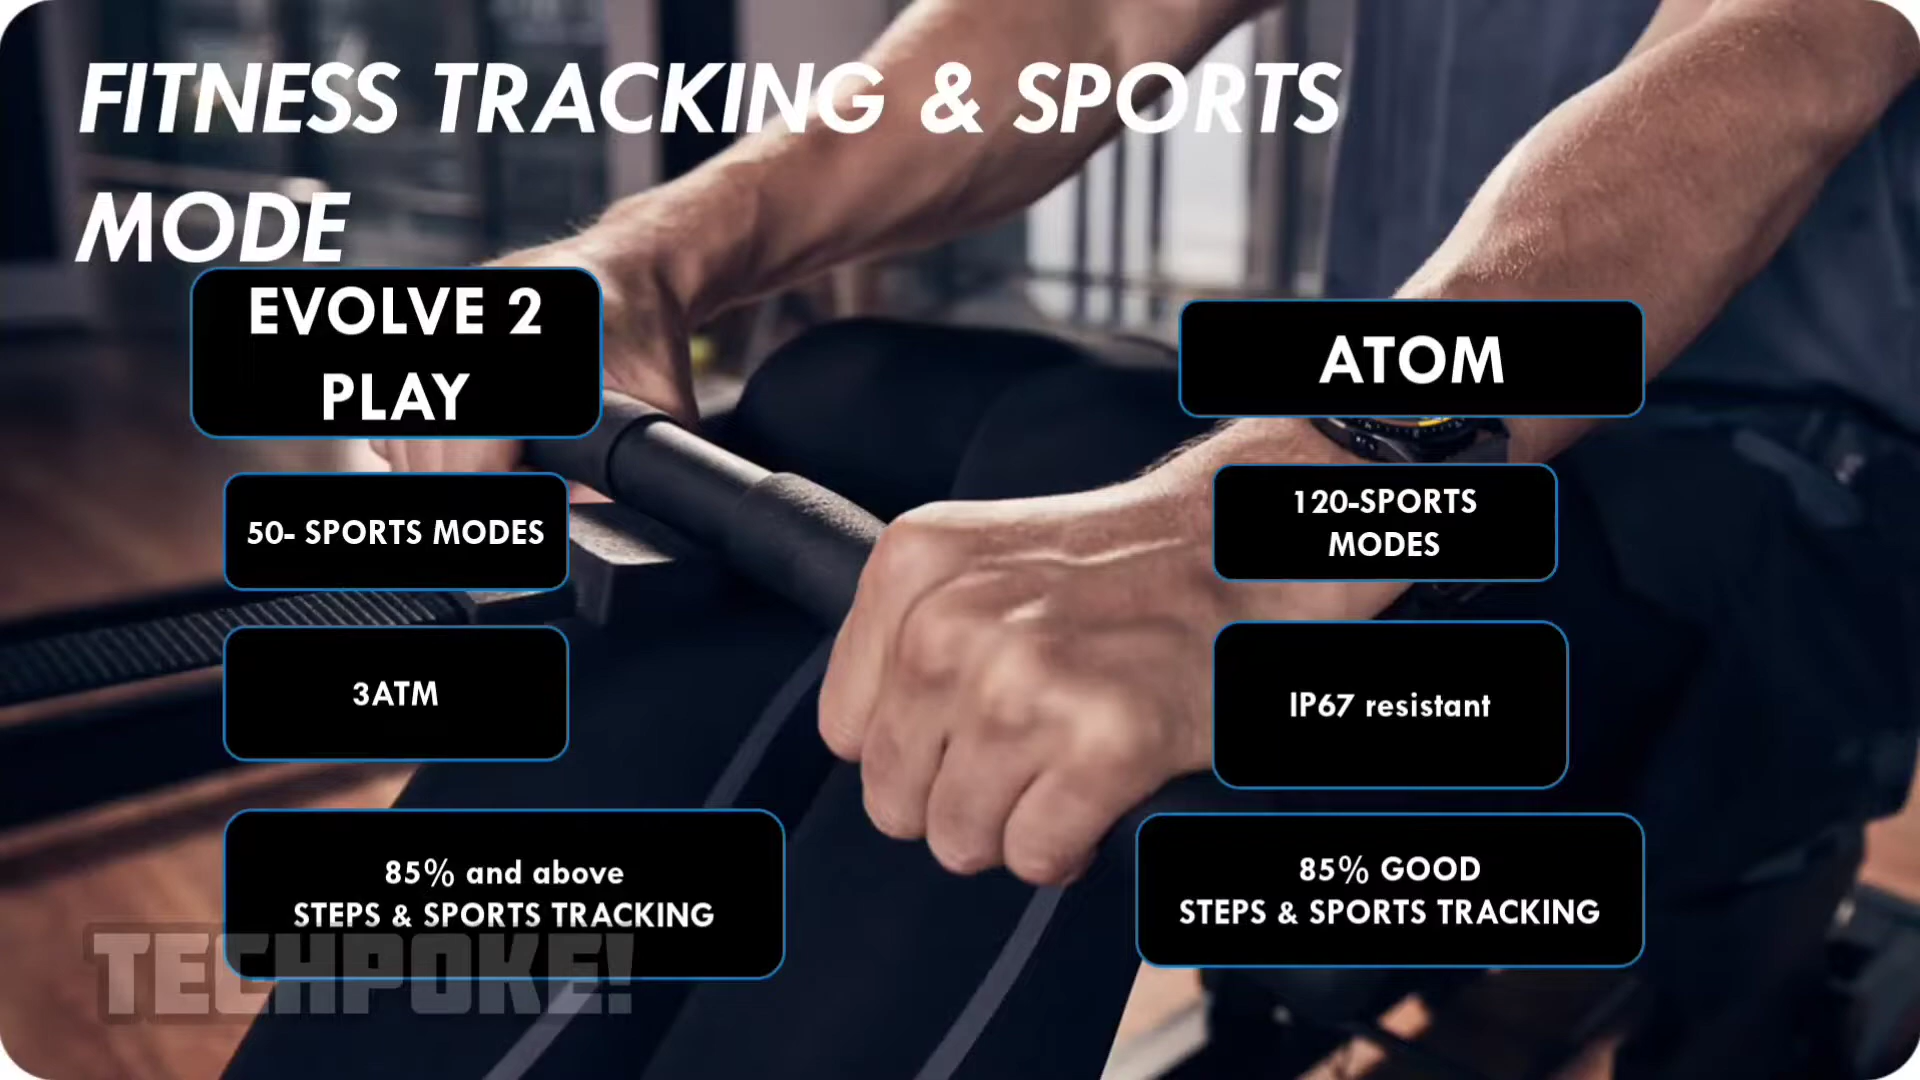 FITNESS TRACKING & SPORTS
MODE
EVOLVE 2
PLAY
50- SPORTS MODES
3ATM
85% and above
STEPS & SPORTS TRACKING
ATOM
120-SPORTS
MODES
IP67 resistant
85% GOOD
STEPS & SPORTS TRACKING
TECHPOKE!